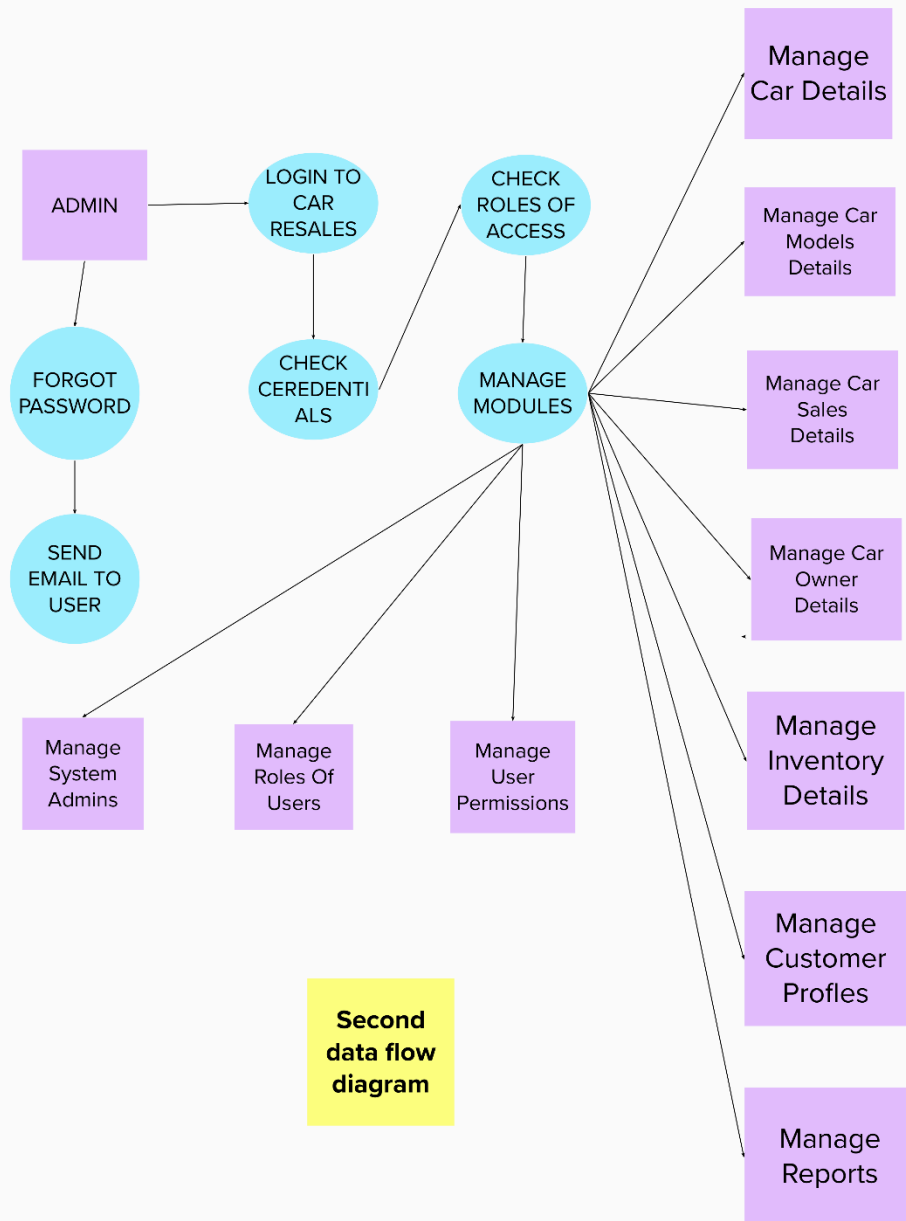 Manage
Car Details
ADMIN
LOGIN TO
CAR
RESALES
CHECK
ROLES OF
ACCESS
Manage Car
Models
Details
FORGOT
PASSWORD
CHECK
CEREDENTI
ALS
MANAGE
MODULES
Manage Car
Sales
Details
SEND
EMAIL TO
USER
Manage Car
Owner
Details
Manage
System
Admins
Manage
Roles Of
Users
Manage
User
Permissions
Manage
Inventory
Details
Manage
Customer
Profles
Second
data flow
diagram
Manage
Reports